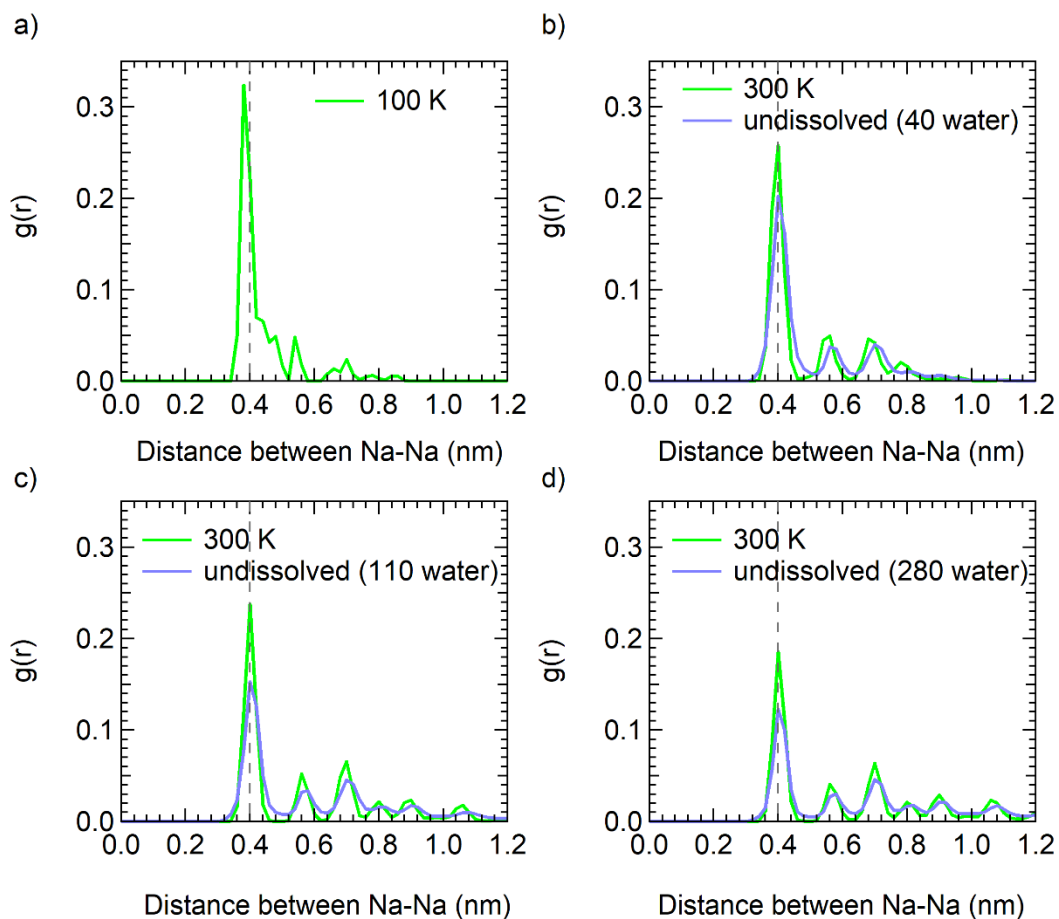 a)
100 K
g(r)
0.3
0.2
0.1
0.0
0.0 0.2 0.4 0.6 0.8 1.0 1.2
Distance between Na-Na (nm)
b)
300 K
undissolved (40 water)
g(r)
0.3
0.2
0.1
0.0
0.0 0.2 0.4 0.6 0.8 1.0 1.2
Distance between Na-Na (nm)
c)
300 K
undissolved (110 water)
g(r)
0.3
0.2
0.1
0.0
0.0 0.2 0.4 0.6 0.8 1.0 1.2
Distance between Na-Na (nm)
d)
300 K
undissolved (280 water)
g(r)
0.3
0.2
0.1
0.0
0.0 0.2 0.4 0.6 0.8 1.0 1.2
Distance between Na-Na (nm)